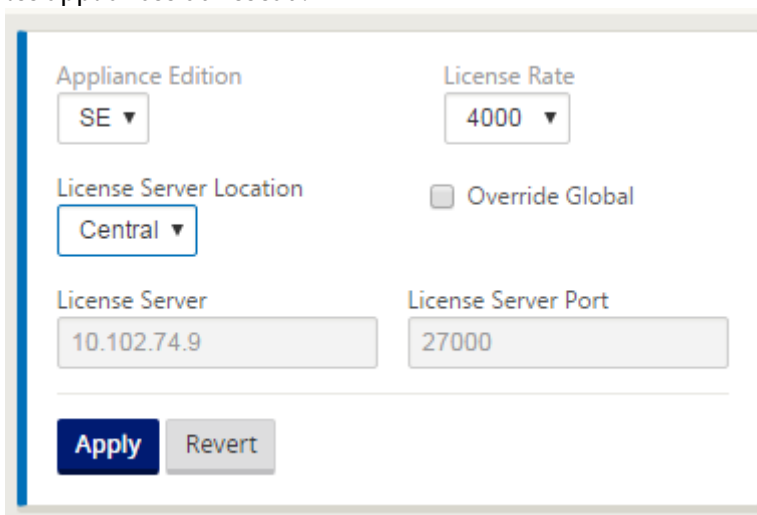 Appliance Edition License Rate
SE 4000
License Server Location
Override Global
Central
License Server License Server Port
10.102.74.9 27000
Apply Revert